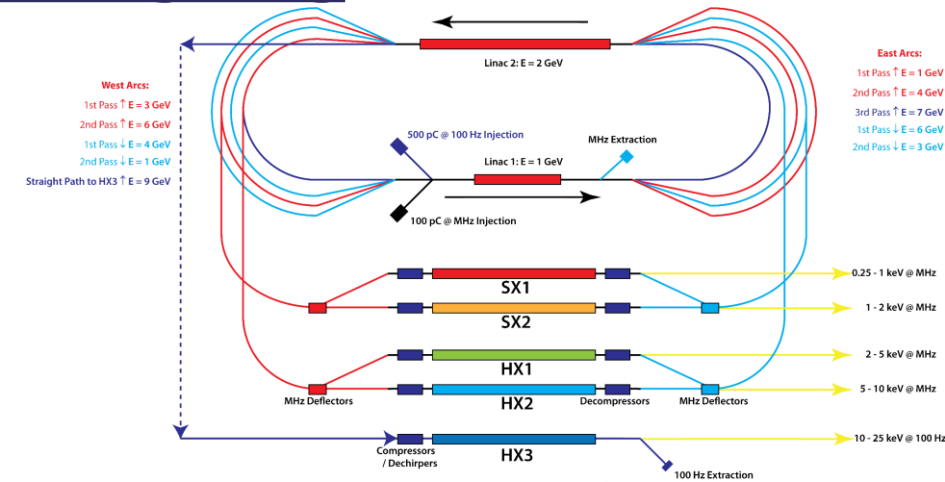 Linac 2: E = 2 GeV
West Arcs:
1st Pass ↑ E = 3 GeV
2nd Pass ↑ E = 6 GeV
1st Pass ↓ E = 4 GeV
2nd Pass ↓ E = 1 GeV
Straight Path to HX3 ↑ E = 9 GeV
East Arcs:
1st Pass ↑ E = 1 GeV
2nd Pass ↑ E = 4 GeV
3rd Pass ↑ E = 7 GeV
1st Pass ↓ E = 6 GeV
2nd Pass ↓ E = 3 GeV
500 pC @ 100 Hz Injection
MHz Extraction
Linac 1: E = 1 GeV
100 pC @ MHz Injection
SX1
0.25 - 1 keV @ MHz
SX2
1 - 2 keV @ MHz
HX1
2 - 5 keV @ MHz
MHz Deflectors
HX2
Decompressors
MHz Deflectors
5 - 10 keV @ MHz
Compressors
/ Dechirpers
HX3
10 - 25 keV @ 100 Hz
100 Hz Extraction